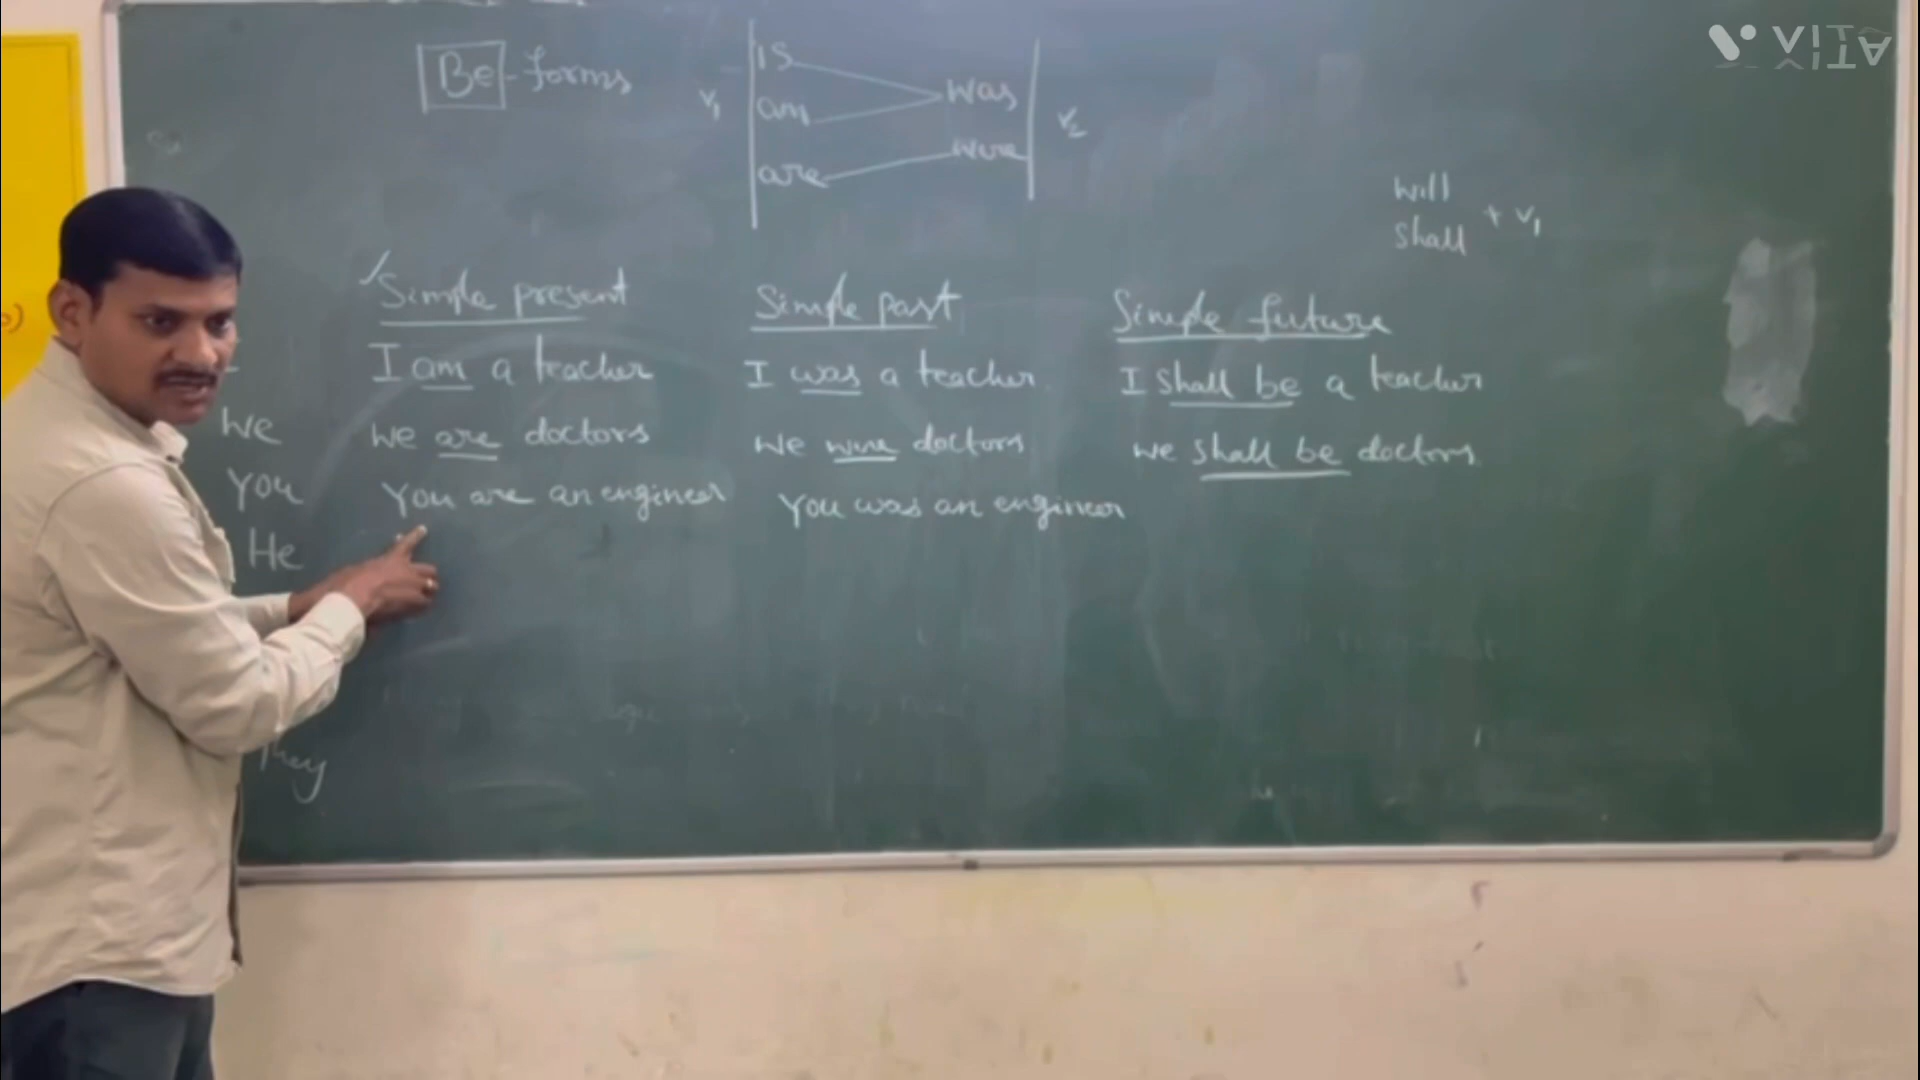 VITA
Be - forms
is
am
are
was
were
V1
V2
will
shall + V1
Simple present
I am a teacher
We are doctors
You are an engineer
Simple past
I was a teacher.
We were doctors
You was an engineer
Simple future
I shall be a teacher
we shall be doctors
We
You
He
They